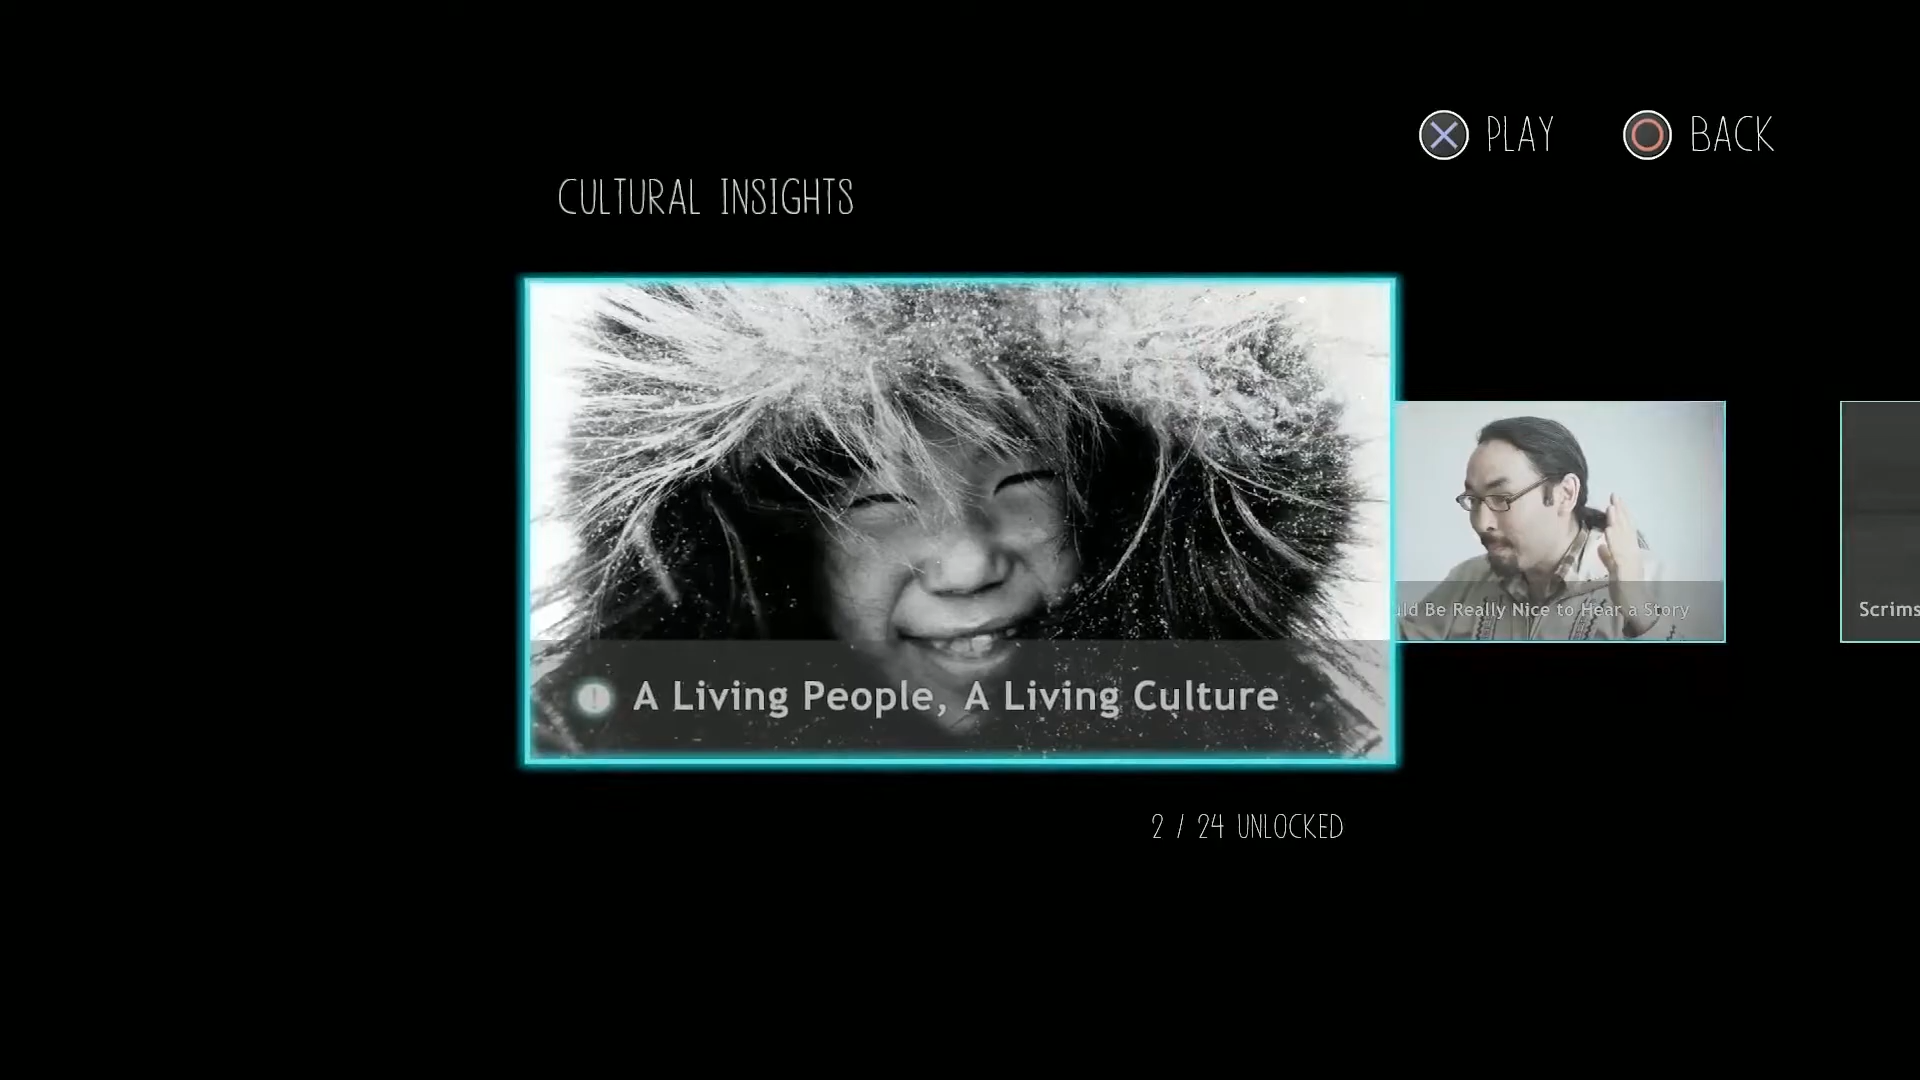 PLAY BACK
CULTURAL INSIGHTS
A Living People, A Living Culture
Be Really Nice to Hear a Story
2 / 24 UNLOCKED